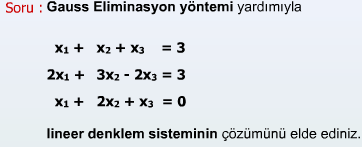 Soru : Gauss Eliminasyon yöntemi yardımıyla
x₁ + x₂ + x₃ = 3
2x₁ + 3x₂ - 2x₃ = 3
x₁ + 2x₂ + x₃ = 0
lineer denklem sisteminin çözümünü elde ediniz.